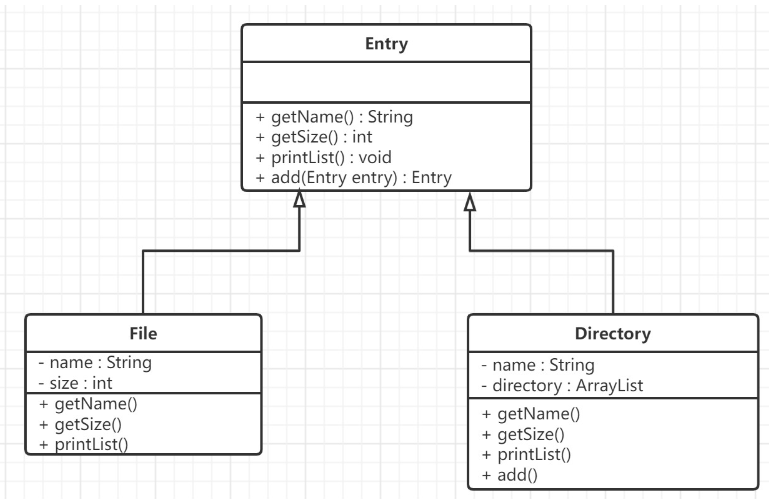 Entry
+ getName() : String
+ getSize() : int
+ printList() : void
+ add(Entry entry) : Entry
File
- name : String
- size : int
+ getName()
+ getSize()
+ printList()
Directory
- name : String
- directory : ArrayList
+ getName()
+ getSize()
+ printList()
+ add()